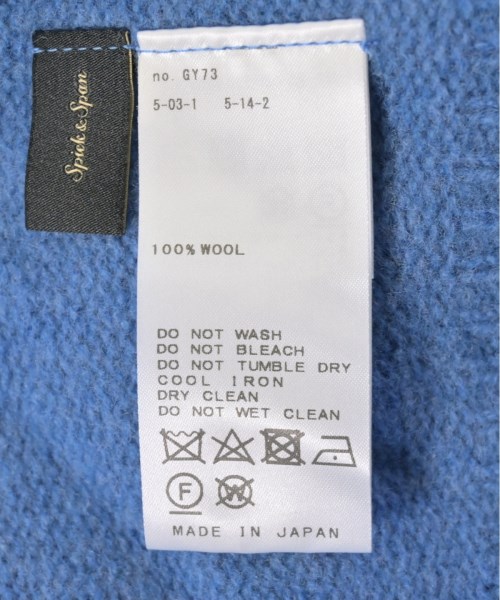 Spick & Span
no. GY73
5-03-1 5-14-2
100% WOOL
DO NOT WASH
DO NOT BLEACH
DO NOT TUMBLE DRY
COOL IRON
DRY CLEAN
DO NOT WET CLEAN
F W
MADE IN JAPAN